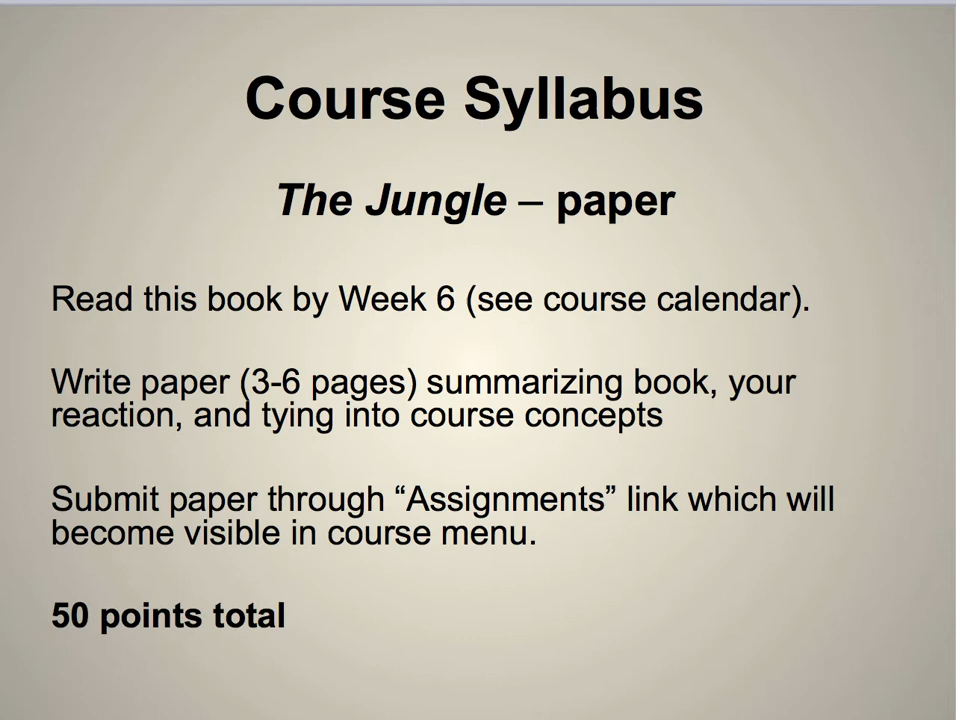 Course Syllabus
The Jungle – paper
Read this book by Week 6 (see course calendar).
Write paper (3-6 pages) summarizing book, your
reaction, and tying into course concepts
Submit paper through “Assignments” link which will
become visible in course menu.
50 points total